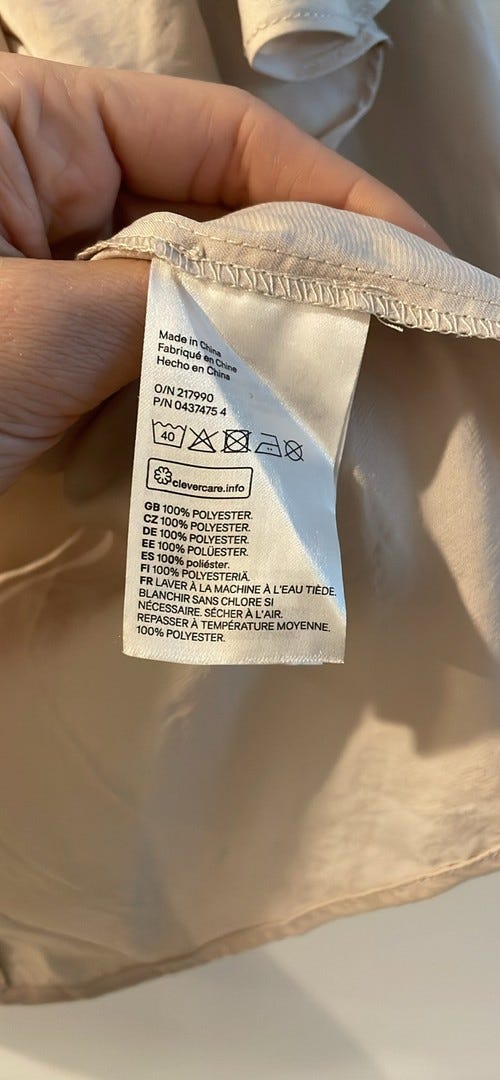 Made in China
Fabriqué en Chine
Hecho en China
O/N 217990
P/N 0437475 4
40
clevercare.info
GB 100% POLYESTER.
CZ 100% POLYESTER.
DE 100% POLYESTER.
EE 100% POLÜESTER.
ES 100% poliéster.
FI 100% POLYESTERIÄ.
FR LAVER À LA MACHINE À L'EAU TIÈDE.
BLANCHIR SANS CHLORE SI
NÉCESSAIRE. SÉCHER À L'AIR.
REPASSER À TEMPÉRATURE MOYENNE.
100% POLYESTER.